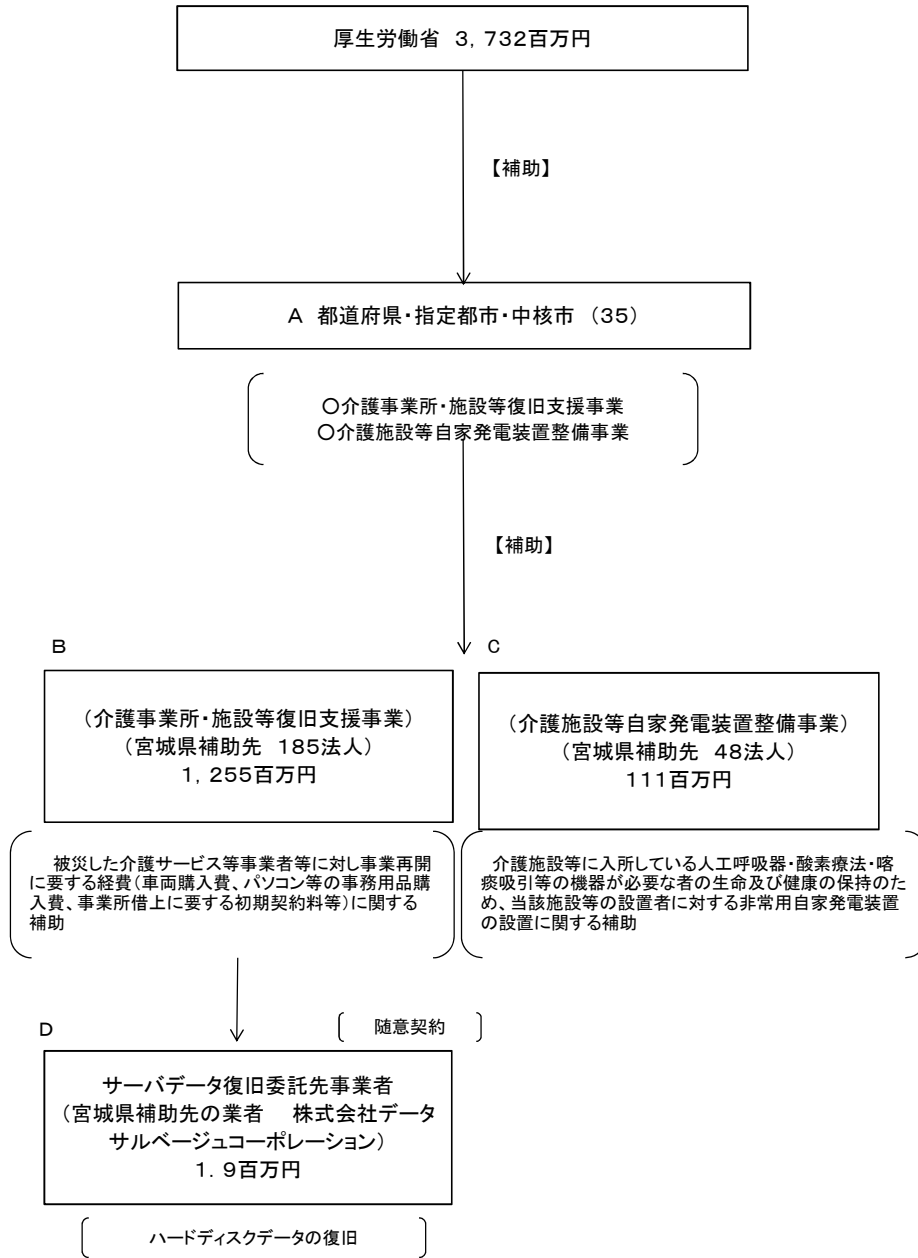 厚生労働省 3,732百万円
【補助】
A 都道府県・指定都市・中核市 (35)
○介護事業所・施設等復旧支援事業
○介護施設等自家発電装置整備事業
【補助】
B
(介護事業所・施設等復旧支援事業)
(宮城県補助先 185法人)
1,255百万円
被災した介護サービス等事業者等に対し事業再開
に要する経費(車両購入費、パソコン等の事務用品購
入費、事業所借上に要する初期契約料等)に関する
補助
C
(介護施設等自家発電装置整備事業)
(宮城県補助先 48法人)
111百万円
介護施設等に入所している人工呼吸器・酸素療法・喀
痰吸引等の機器が必要な者の生命及び健康の保持のた
め、当該施設等の設置者に対する非常用自家発電装置
の設置に関する補助
D
随意契約
サーバデータ復旧委託先事業者
(宮城県補助先の業者 株式会社データ
サルベージュコーポレーション)
1.9百万円
ハードディスクデータの復旧